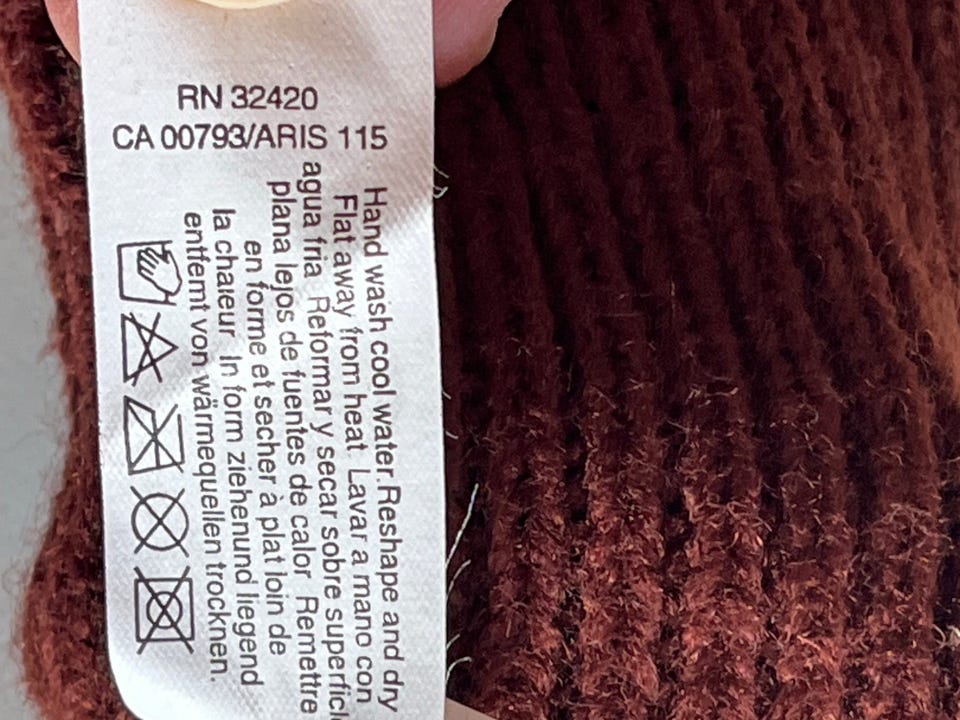 RN 32420
CA 00793/ARIS 115
Hand wash cool water.Reshape and dry
Flat away from heat Lavar a mano con
agua fria Reformar y secar sobre superfici
plana lejos de fuentes de calor Remettre
en forme et secher à plat loin de
la chaieur In form ziehenund liegend
entfemt von wärmequellen trocknen.